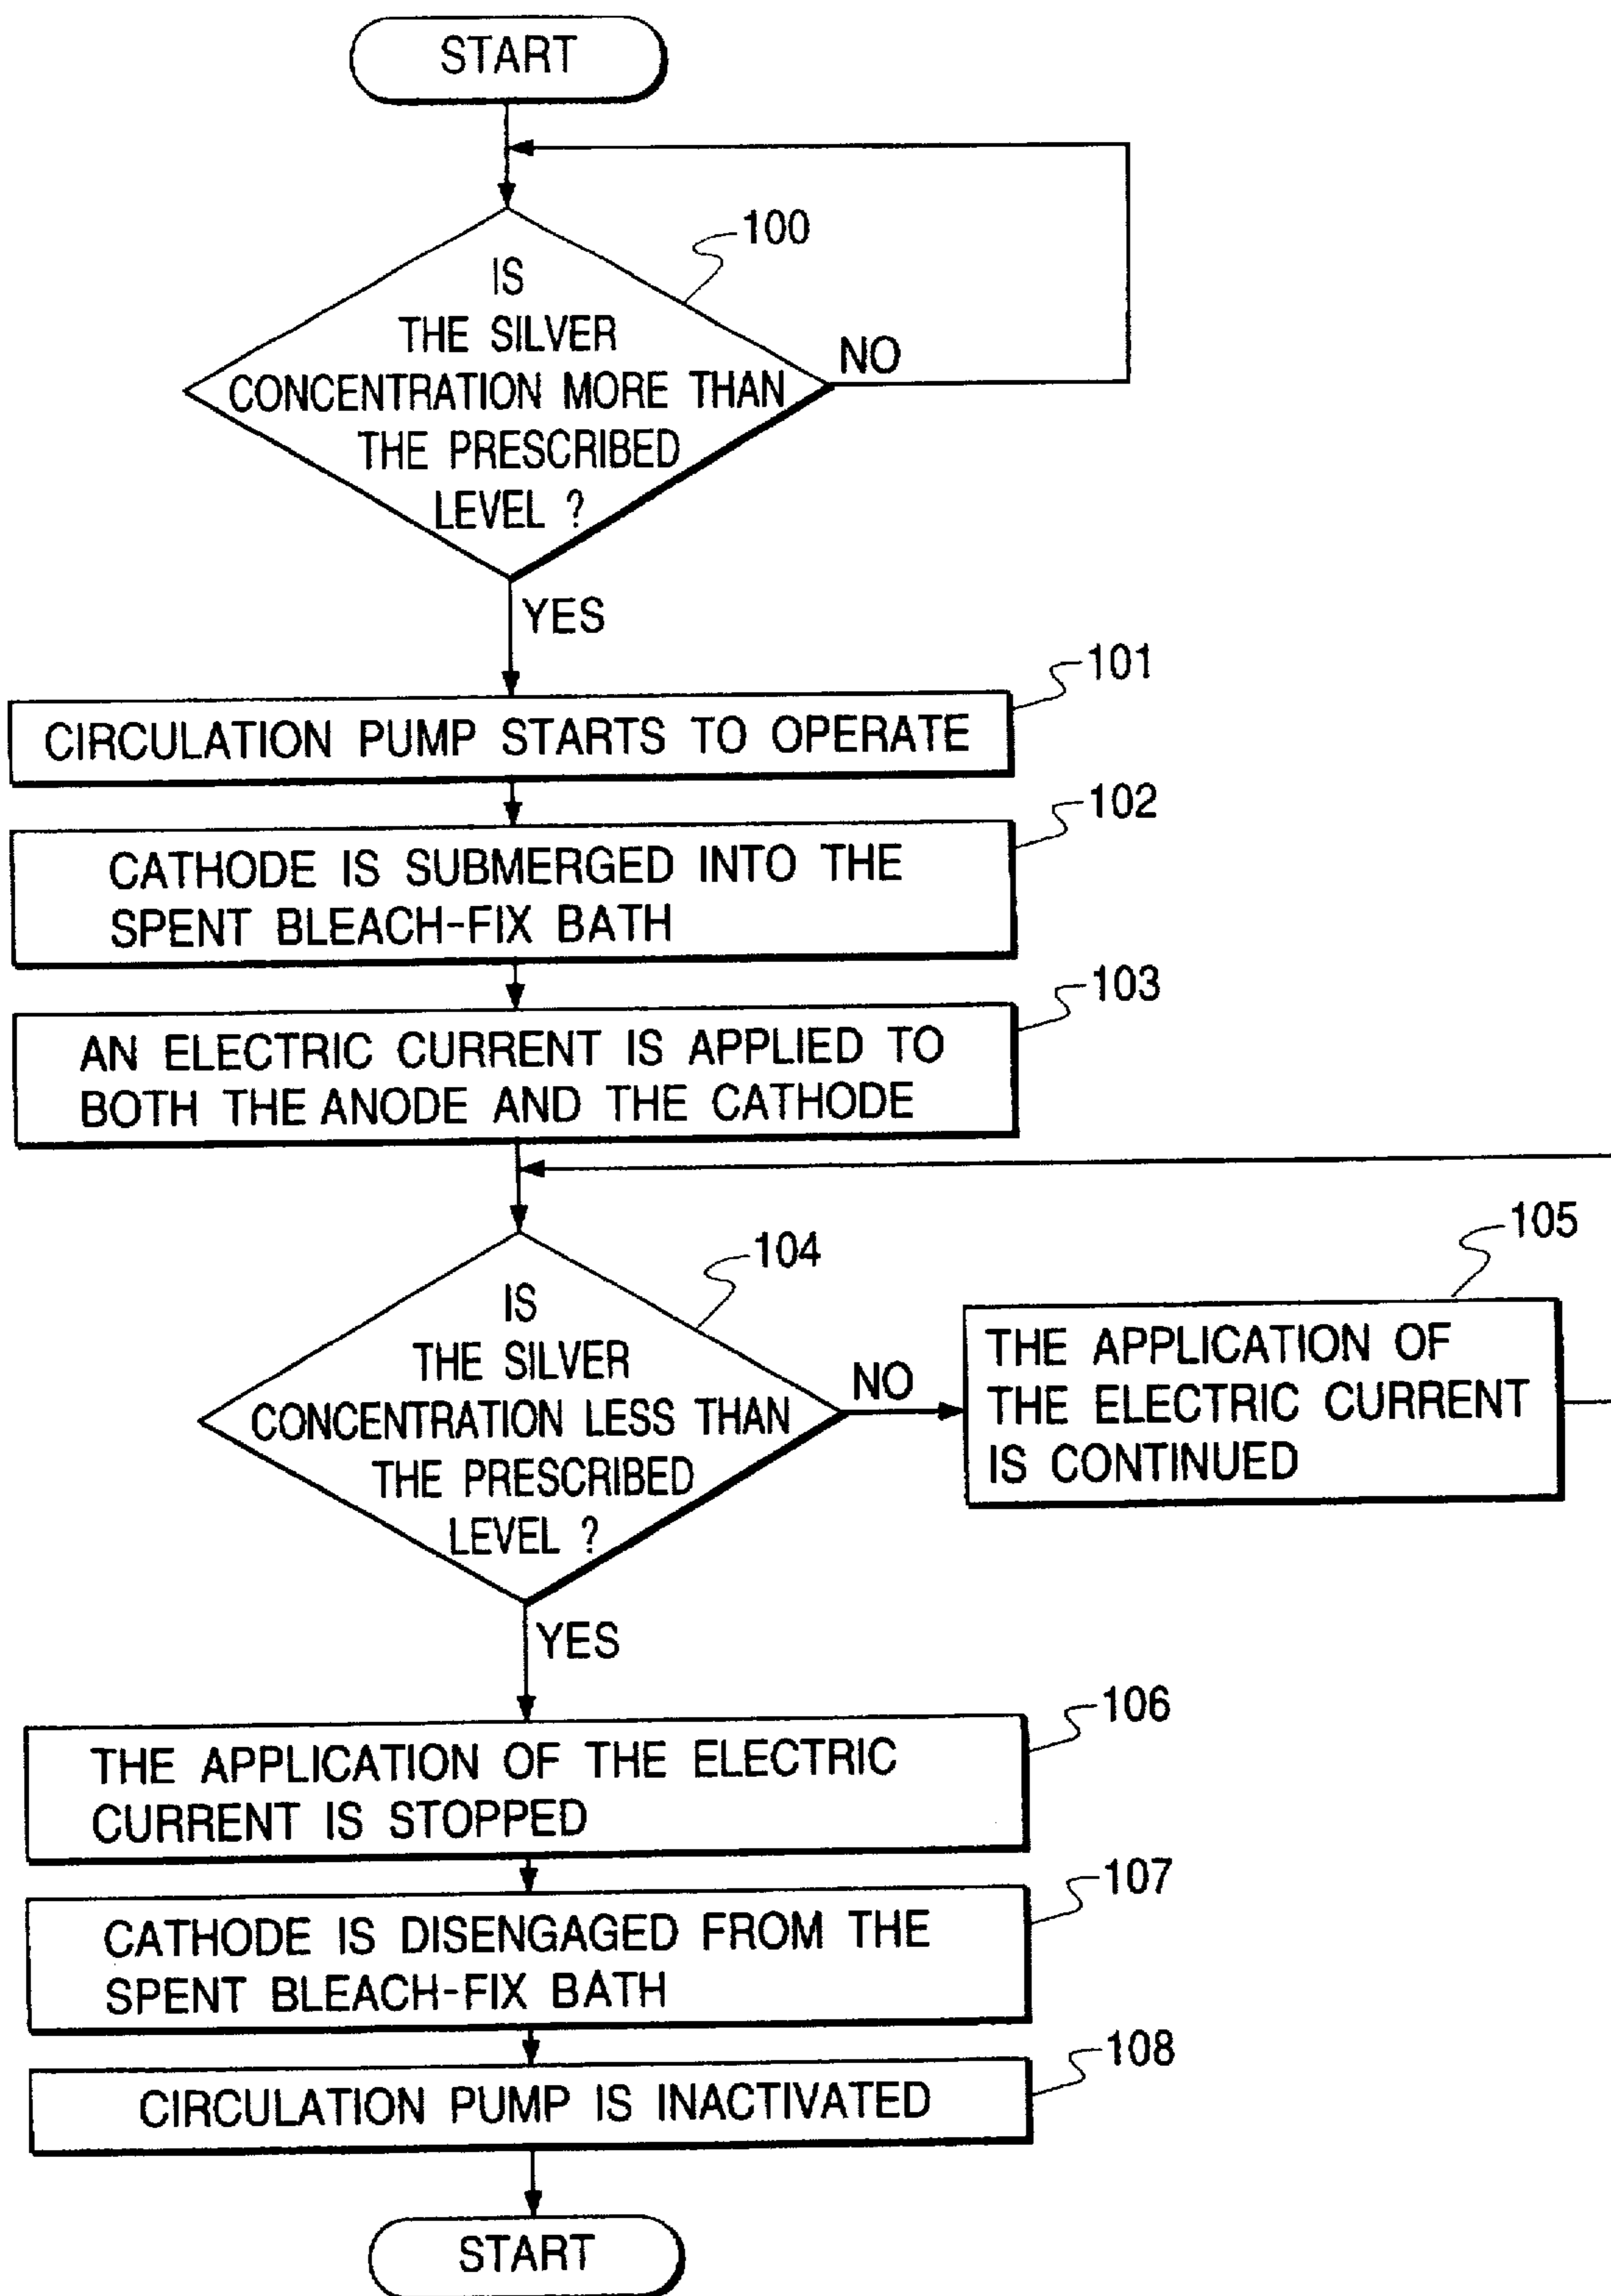 START
100
IS
THE SILVER
CONCENTRATION MORE THAN
THE PRESCRIBED
LEVEL ?
NO
YES
101
CIRCULATION PUMP STARTS TO OPERATE
102
CATHODE IS SUBMERGED INTO THE
SPENT BLEACH-FIX BATH
103
AN ELECTRIC CURRENT IS APPLIED TO
BOTH THE ANODE AND THE CATHODE
104
IS
THE SILVER
CONCENTRATION LESS THAN
THE PRESCRIBED
LEVEL ?
NO
105
THE APPLICATION OF
THE ELECTRIC CURRENT
IS CONTINUED
YES
106
THE APPLICATION OF THE ELECTRIC
CURRENT IS STOPPED
107
CATHODE IS DISENGAGED FROM THE
SPENT BLEACH-FIX BATH
108
CIRCULATION PUMP IS INACTIVATED
START